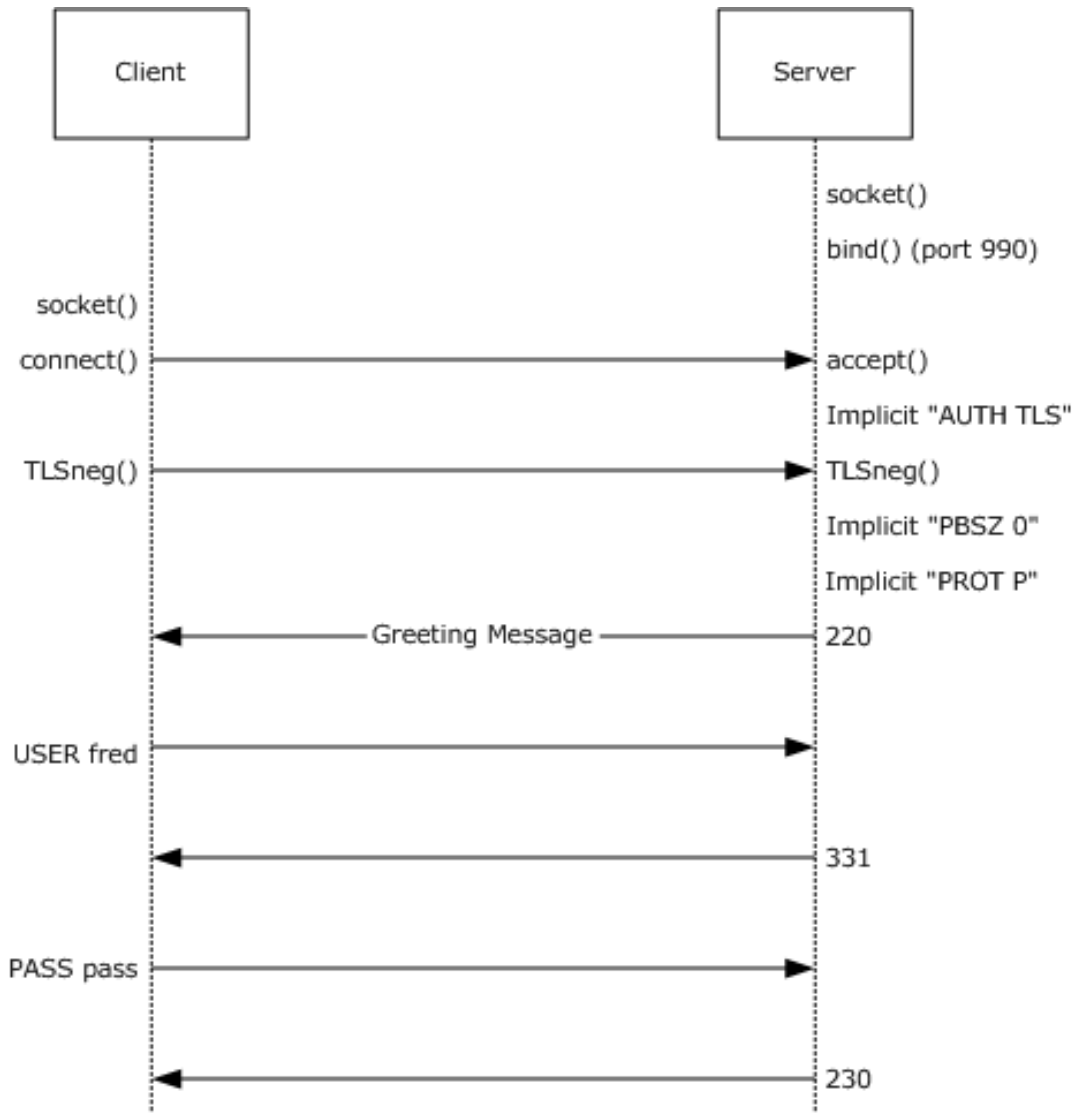 Client
Server
socket()
bind() (port 990)
socket()
connect()
accept()
Implicit "AUTH TLS"
TLSneg()
TLSneg()
Implicit "PBSZ 0"
Implicit "PROT P"
Greeting Message
220
USER fred
331
PASS pass
230